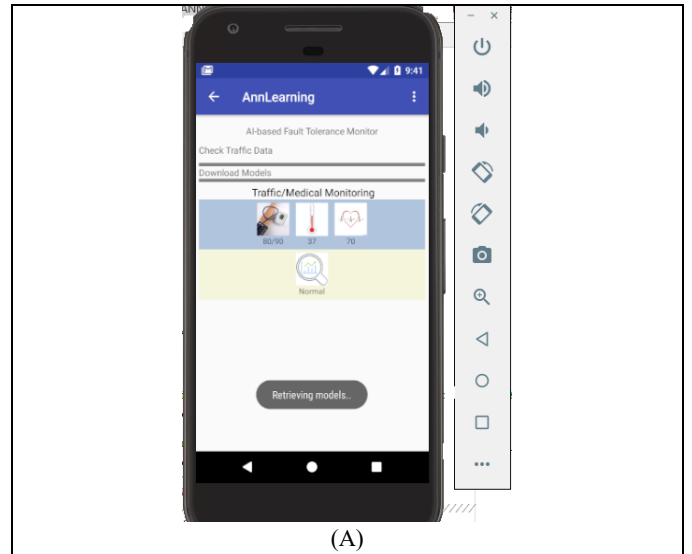 9:41
AnnLearning
AI-based Fault Tolerance Monitor
Check Traffic Data
Download Models
Traffic/Medical Monitoring
80/90 37 70
Normal
Retrieving models..
(A)